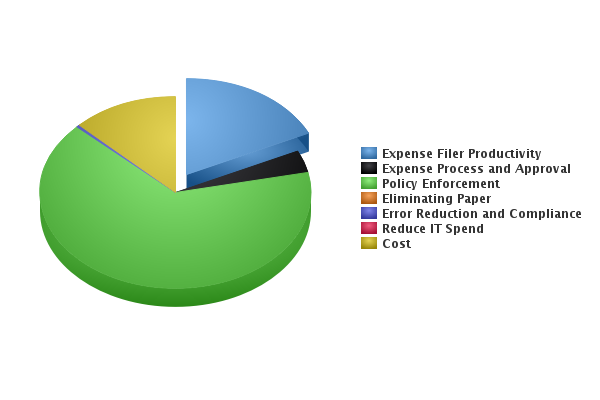 Expense Filer Productivity
Expense Process and Approval
Policy Enforcement
Eliminating Paper
Error Reduction and Compliance
Reduce IT Spend
Cost